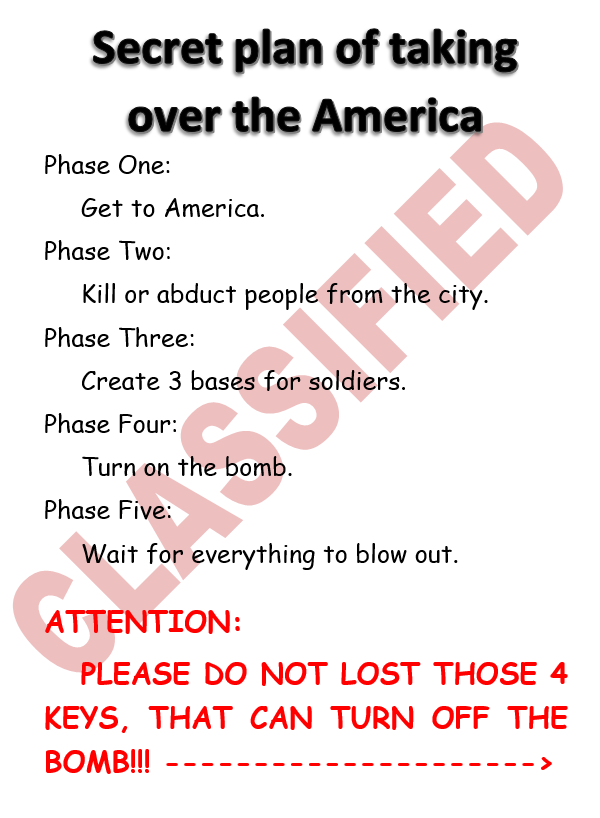 Secret plan of taking
over the America
Phase One:
Get to America.
Phase Two:
Kill or abduct people from the city.
Phase Three:
Create 3 bases for soldiers.
Phase Four:
Turn on the bomb.
Phase Five:
Wait for everything to blow out.
ATTENTION:
PLEASE DO NOT LOST THOSE 4
KEYS, THAT CAN TURN OFF THE
BOMB!!! --------------------->
CLASSIFIED